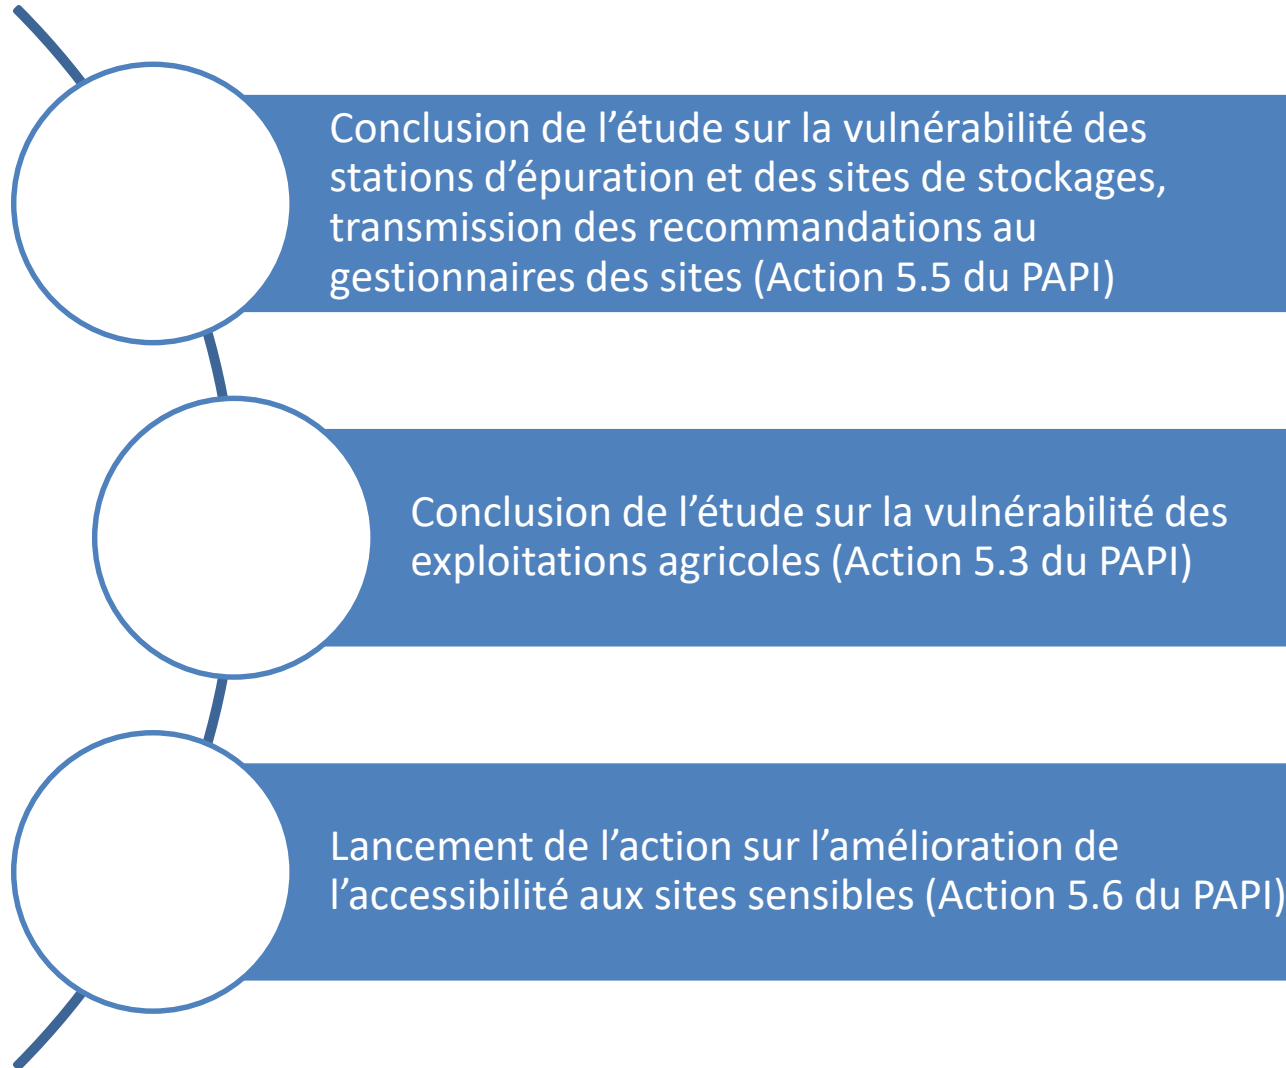 Conclusion de l’étude sur la vulnérabilité des
stations d’épuration et des sites de stockages,
transmission des recommandations au
gestionnaires des sites (Action 5.5 du PAPI)
Conclusion de l’étude sur la vulnérabilité des
exploitations agricoles (Action 5.3 du PAPI)
Lancement de l’action sur l’amélioration de
l’accessibilité aux sites sensibles (Action 5.6 du PAPI)